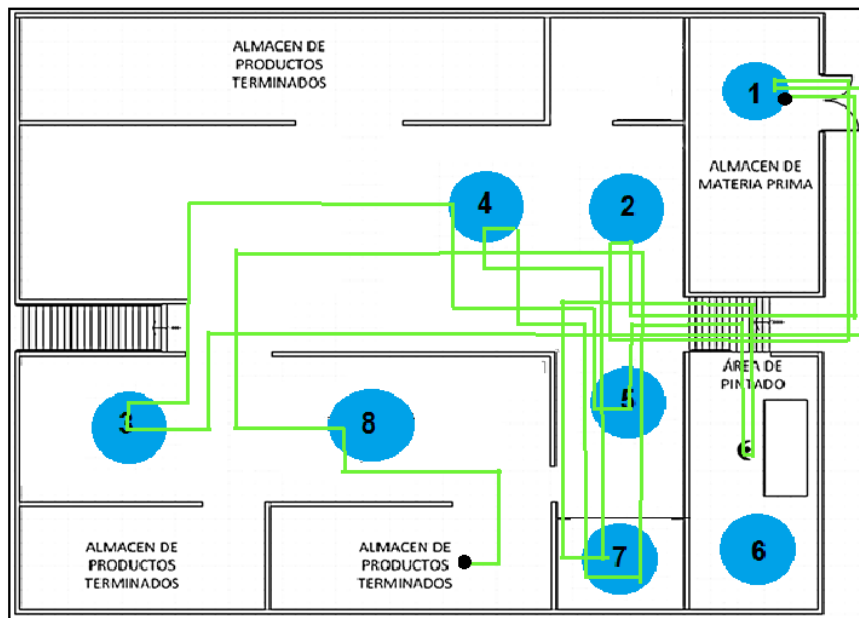 ALMACEN DE
PRODUCTOS
TERMINADOS
1
ALMACEN DE
MATERIA PRIMA
4
2
ÁREA DE
PINTADO
3
8
5
ALMACEN DE
PRODUCTOS
TERMINADOS
ALMACEN DE
PRODUCTOS
TERMINADOS
7
6